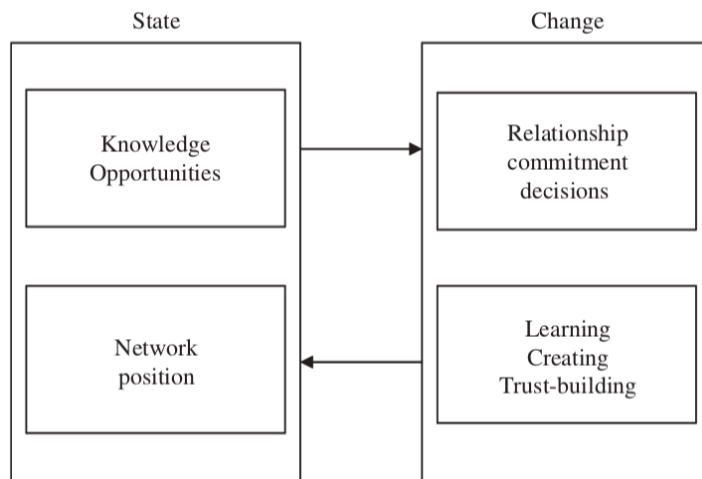 State
Change
Knowledge
Opportunities
Relationship
commitment
decisions
Network
position
Learning
Creating
Trust-building